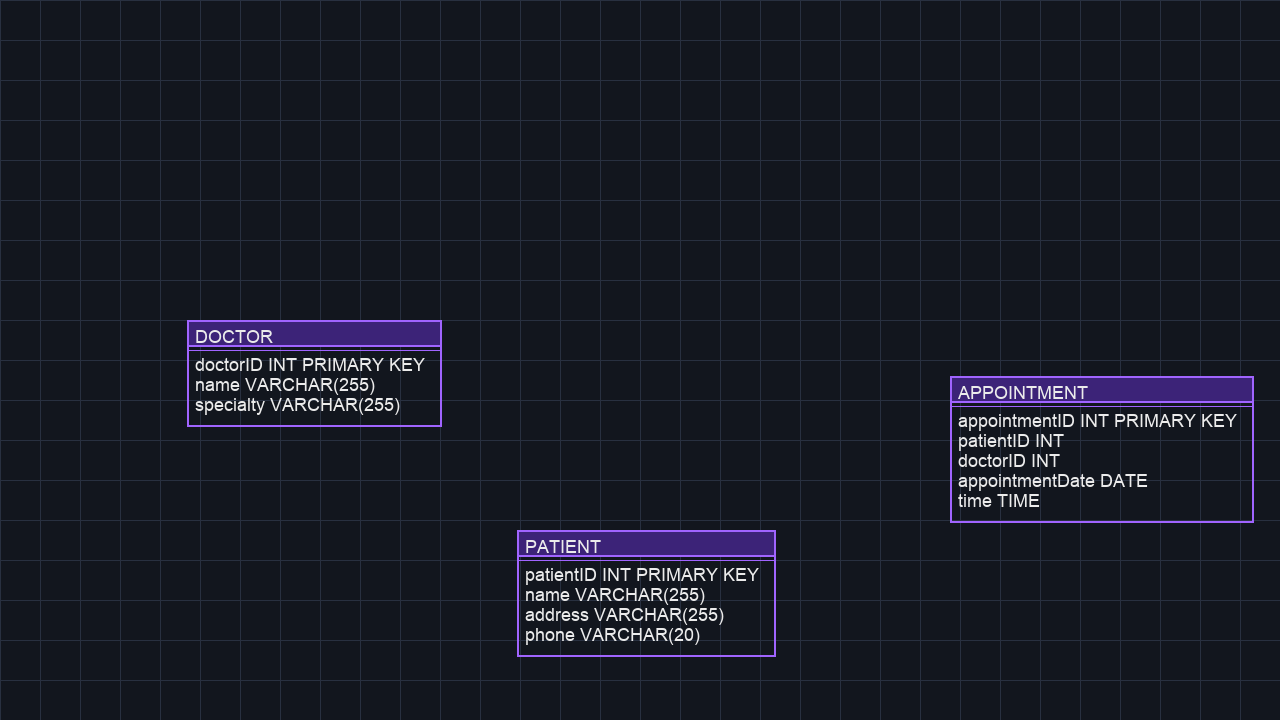 DOCTOR
doctorID INT PRIMARY KEY
name VARCHAR(255)
specialty VARCHAR(255)
APPOINTMENT
appointmentID INT PRIMARY KEY
patientID INT
doctorID INT
appointmentDate DATE
time TIME
PATIENT
patientID INT PRIMARY KEY
name VARCHAR(255)
address VARCHAR(255)
phone VARCHAR(20)